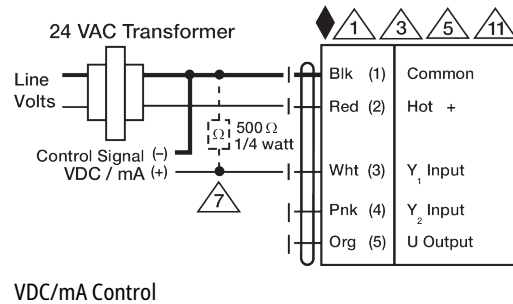 1 3 5 11
24 VAC Transformer
Line
Volts
Blk (1) Common
Red (2) Hot +
Ω 500 Ω
1/4 watt
Control Signal (–)
VDC / mA (+)
7
Wht (3) Y1 Input
Pnk (4) Y2 Input
Org (5) U Output
VDC/mA Control